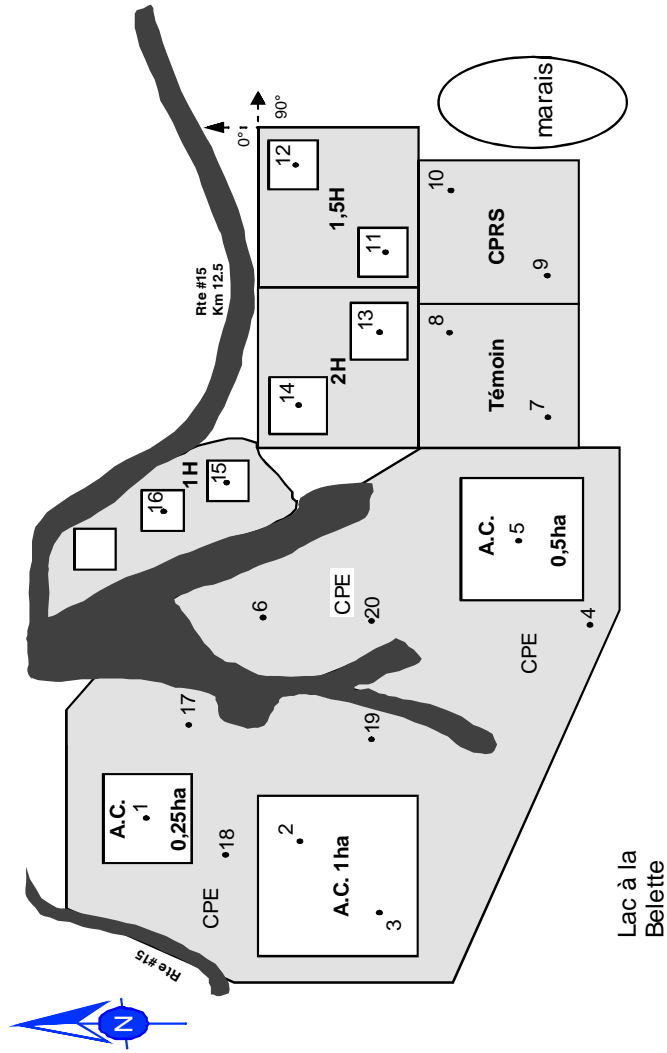 marais
0°
90°
12
1,5H
11
10
CPRS
9
Rte #15
Km 12.5
13
2H
14
8
Témoin
7
1H
15
16
A.C.
5
0,5ha
4
CPE
6
CPE
20
17
19
A.C.
1
0,25ha
18
CPE
2
A.C. 1ha
3
Rte #15
Lac à la
Belette
N